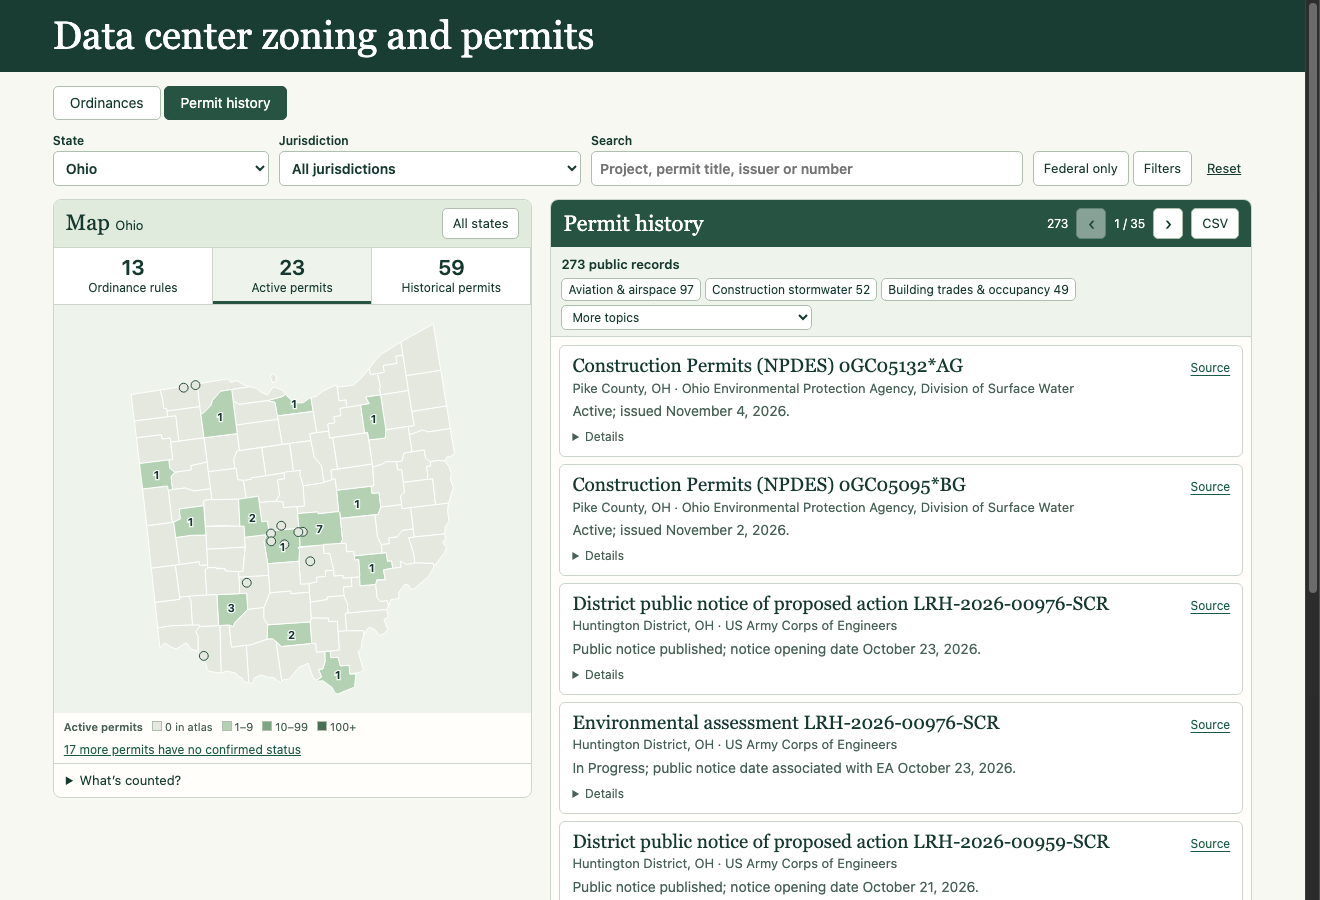 Data center zoning and permits
Ordinances
Permit history
State
Jurisdiction
Search
Ohio
All jurisdictions
Project, permit title, issuer or number
Federal only
Filters
Reset
Map Ohio
All states
13
Ordinance rules
23
Active permits
59
Historical permits
1
1
1
1
1
2
1
7
1
1
3
2
1
Active permits 0 in atlas 1–9 10–99 100+
17 more permits have no confirmed status
▶ What's counted?
Permit history
273
‹
1 / 35
›
CSV
273 public records
Aviation & airspace 97
Construction stormwater 52
Building trades & occupancy 49
More topics
Construction Permits (NPDES) 0GC05132*AG
Source
Pike County, OH · Ohio Environmental Protection Agency, Division of Surface Water
Active; issued November 4, 2026.
▶ Details
Construction Permits (NPDES) 0GC05095*BG
Source
Pike County, OH · Ohio Environmental Protection Agency, Division of Surface Water
Active; issued November 2, 2026.
▶ Details
District public notice of proposed action LRH-2026-00976-SCR
Source
Huntington District, OH · US Army Corps of Engineers
Public notice published; notice opening date October 23, 2026.
▶ Details
Environmental assessment LRH-2026-00976-SCR
Source
Huntington District, OH · US Army Corps of Engineers
In Progress; public notice date associated with EA October 23, 2026.
▶ Details
District public notice of proposed action LRH-2026-00959-SCR
Source
Huntington District, OH · US Army Corps of Engineers
Public notice published; notice opening date October 21, 2026.